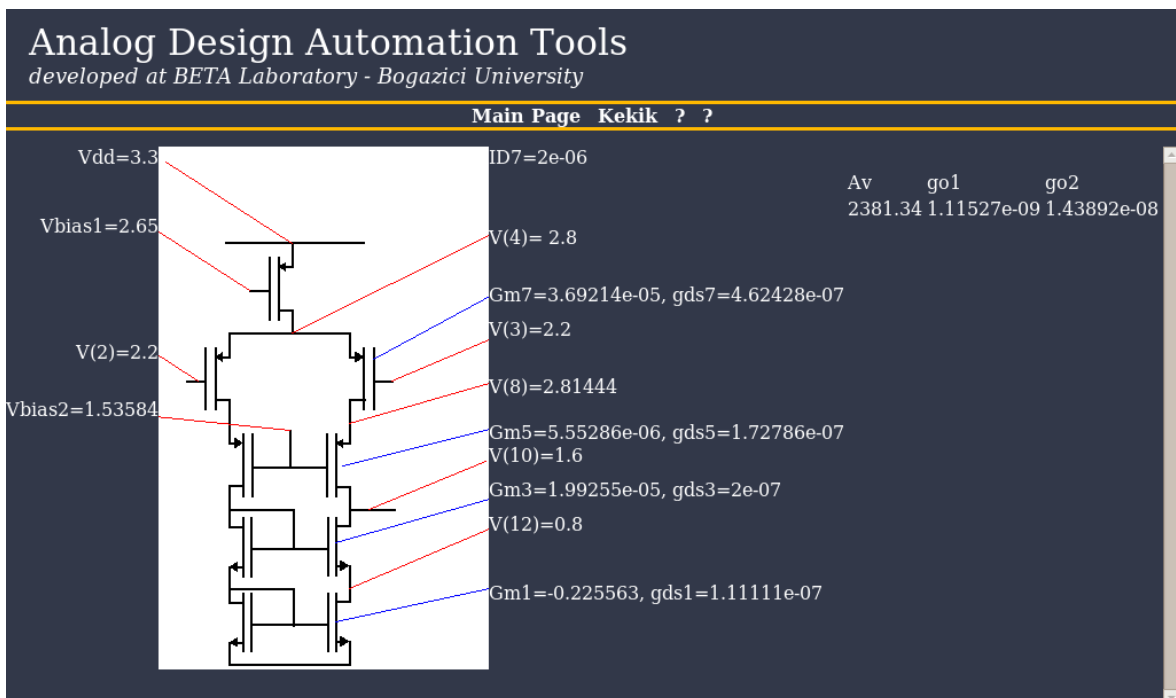 Analog Design Automation Tools
developed at BETA Laboratory - Bogazici University
Main Page Kekik ? ?
Vdd=3.3
ID7=2e-06
Av go1 go2
2381.34 1.11527e-09 1.43892e-08
Vbias1=2.65
V(4)= 2.8
Gm7=3.69214e-05, gds7=4.62428e-07
V(3)=2.2
V(2)=2.2
V(8)=2.81444
Vbias2=1.53584
Gm5=5.55286e-06, gds5=1.72786e-07
V(10)=1.6
Gm3=1.99255e-05, gds3=2e-07
V(12)=0.8
Gm1=-0.225563, gds1=1.11111e-07